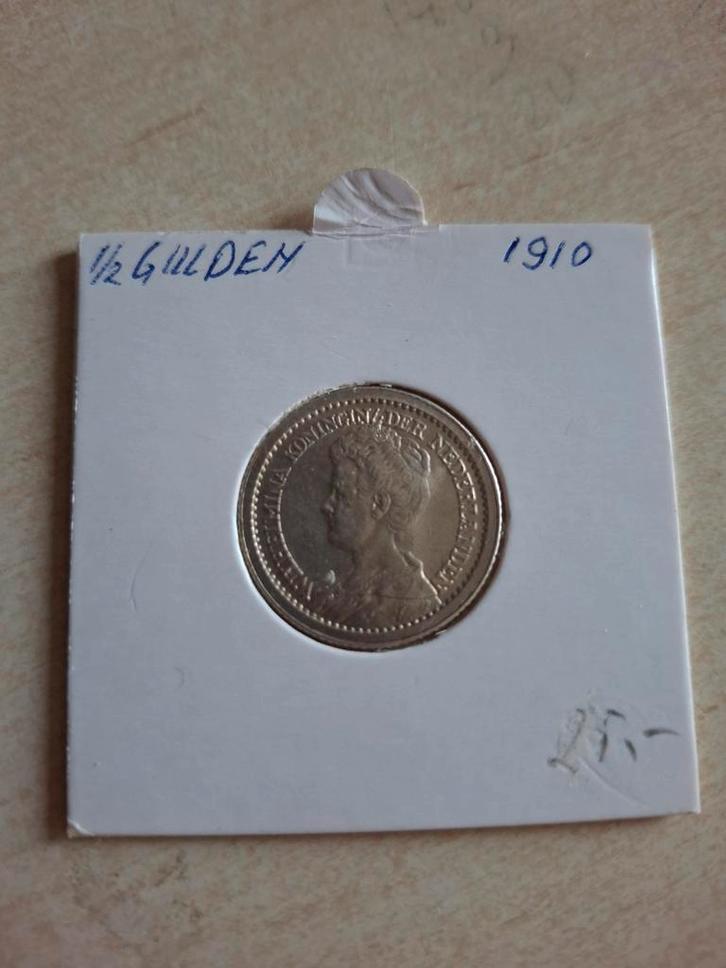 1/2 GULDEN 1910
WILHELMINA KONINGIN DER NEDERLANDEN
25.-